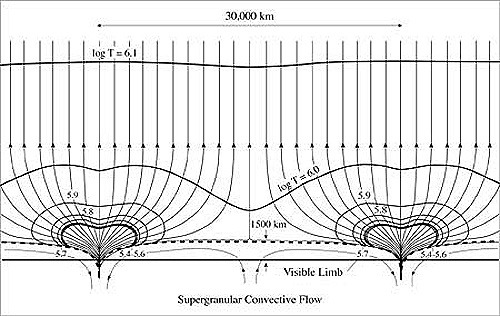 30,000 km
log T = 6.1
log T = 6.0
5.9
5.8
5.7
5.4-5.6
1500 km
5.9
5.8
5.7
5.4-5.6
Visible Limb
Supergranular Convective Flow